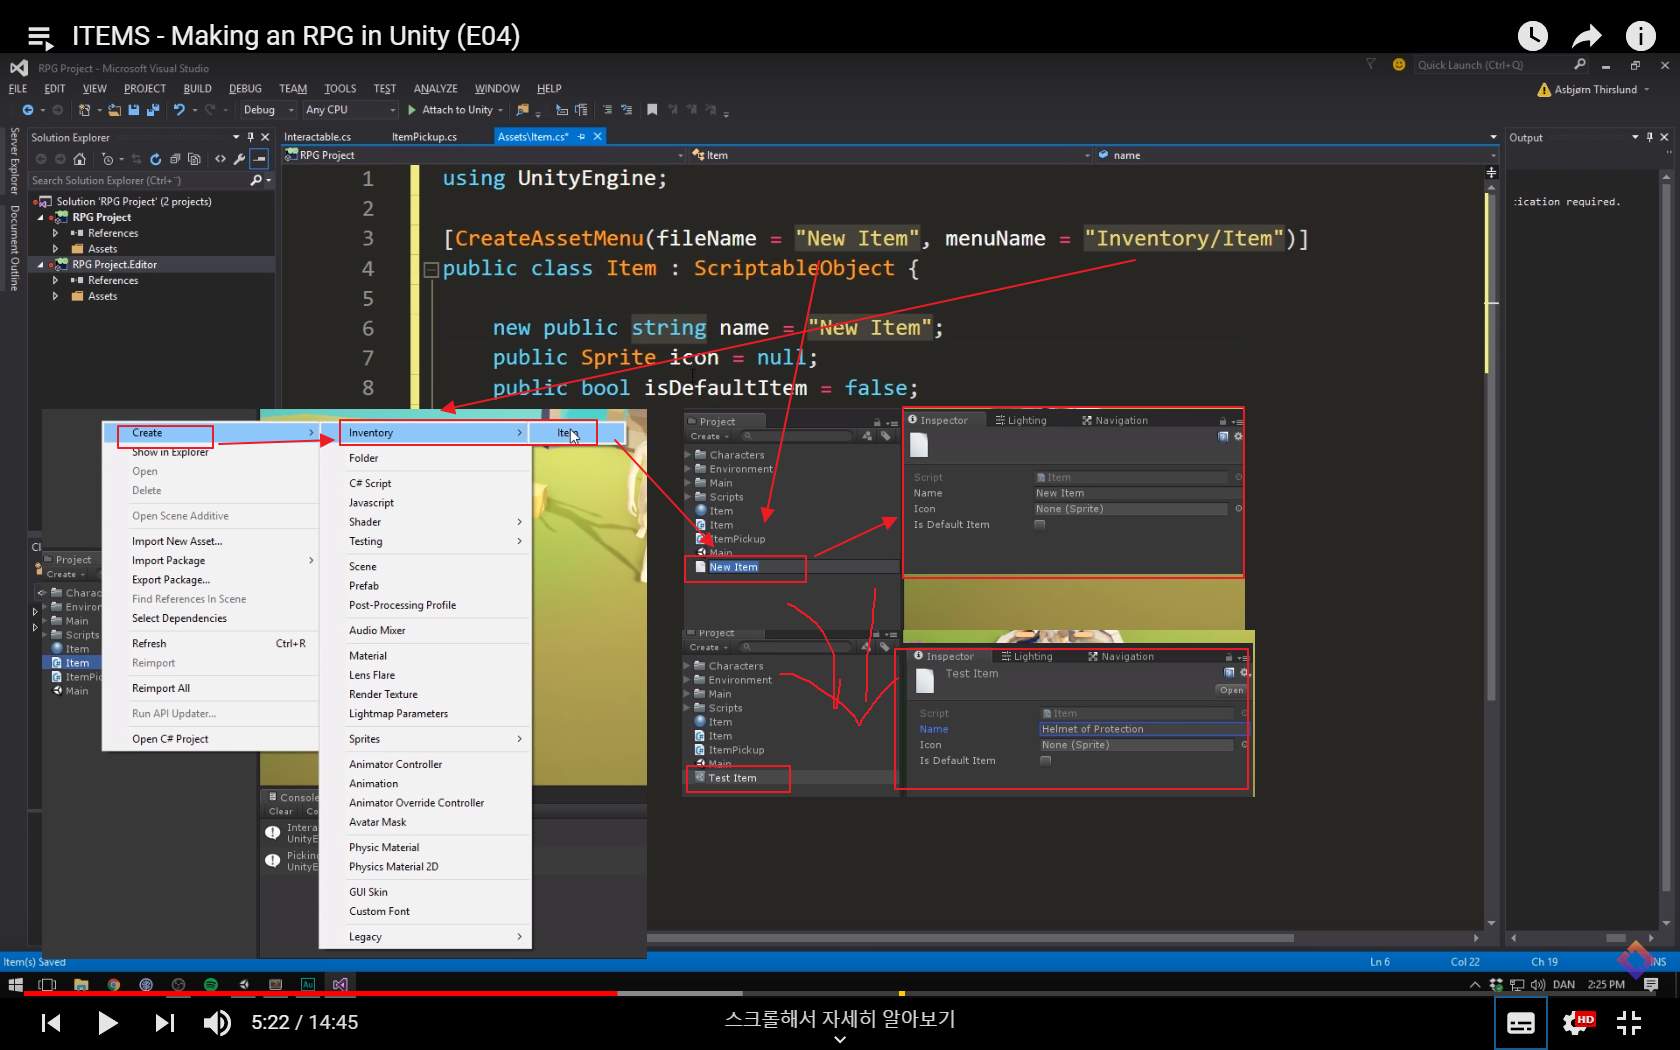 ITEMS - Making an RPG in Unity (E04)
RPG Project - Microsoft Visual Studio
Quick Launch (Ctrl+Q)
FILE EDIT VIEW PROJECT BUILD DEBUG TEAM TOOLS TEST ANALYZE WINDOW HELP
Asbjørn Thirslund
Debug Any CPU Attach to Unity
Server Explorer
Document Outline
Solution Explorer
Search Solution Explorer (Ctrl+¨)
Solution 'RPG Project' (2 projects)
RPG Project
References
Assets
RPG Project.Editor
References
Assets
Interactable.cs ItemPickup.cs Assets\Item.cs*
RPG Project Item name
1 using UnityEngine;
2
3 [CreateAssetMenu(fileName = "New Item", menuName = "Inventory/Item")]
4 public class Item : ScriptableObject {
5
6 new public string name = "New Item";
7 public Sprite icon = null;
8 public bool isDefaultItem = false;
Output
ication required.
Create
Show in Explorer
Open
Delete
Open Scene Additive
Import New Asset...
Import Package
Export Package...
Find References In Scene
Select Dependencies
Refresh Ctrl+R
Reimport
Reimport All
Run API Updater...
Open C# Project
Inventory
Folder
C# Script
Javascript
Shader
Testing
Scene
Prefab
Post-Processing Profile
Audio Mixer
Material
Lens Flare
Render Texture
Lightmap Parameters
Sprites
Animator Controller
Animation
Animator Override Controller
Avatar Mask
Physic Material
Physics Material 2D
GUI Skin
Custom Font
Legacy
Item
Project
Create
Charac
Environ
Main
Scripts
Item
Item
ItemPic
Main
Console
Clear Co
Intera
UnityE
Pickin
UnityE
Project
Create
Characters
Environment
Main
Scripts
Item
Item
ItemPickup
Main
New Item
Inspector Lighting Navigation
Script Item
Name New Item
Icon None (Sprite)
Is Default Item
Project
Create
Characters
Environment
Main
Scripts
Item
Item
ItemPickup
Main
Test Item
Inspector Lighting Navigation
Test Item
Open
Script Item
Name Helmet of Protection
Icon None (Sprite)
Is Default Item
Item(s) Saved
Ln 6 Col 22 Ch 19 INS
DAN 2:25 PM
5:22 / 14:45
스크롤해서 자세히 알아보기
HD